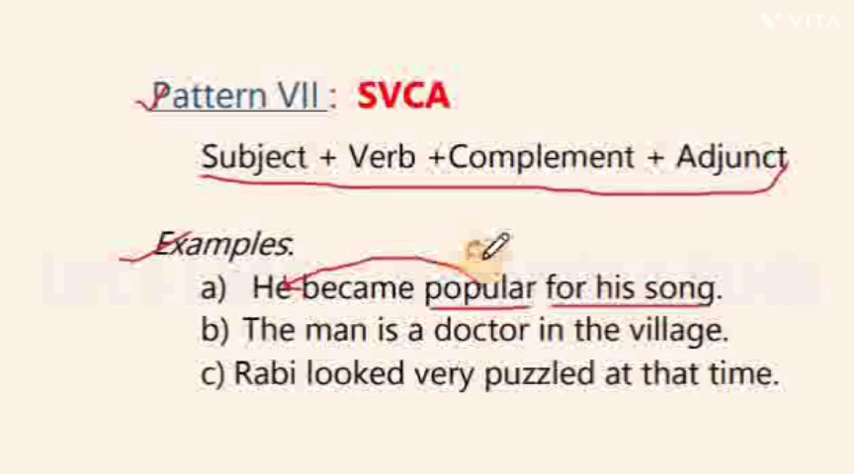 VITA
Pattern VII : SVCA
Subject + Verb +Complement + Adjunct
Examples:
a) He became popular for his song.
b) The man is a doctor in the village.
c) Rabi looked very puzzled at that time.